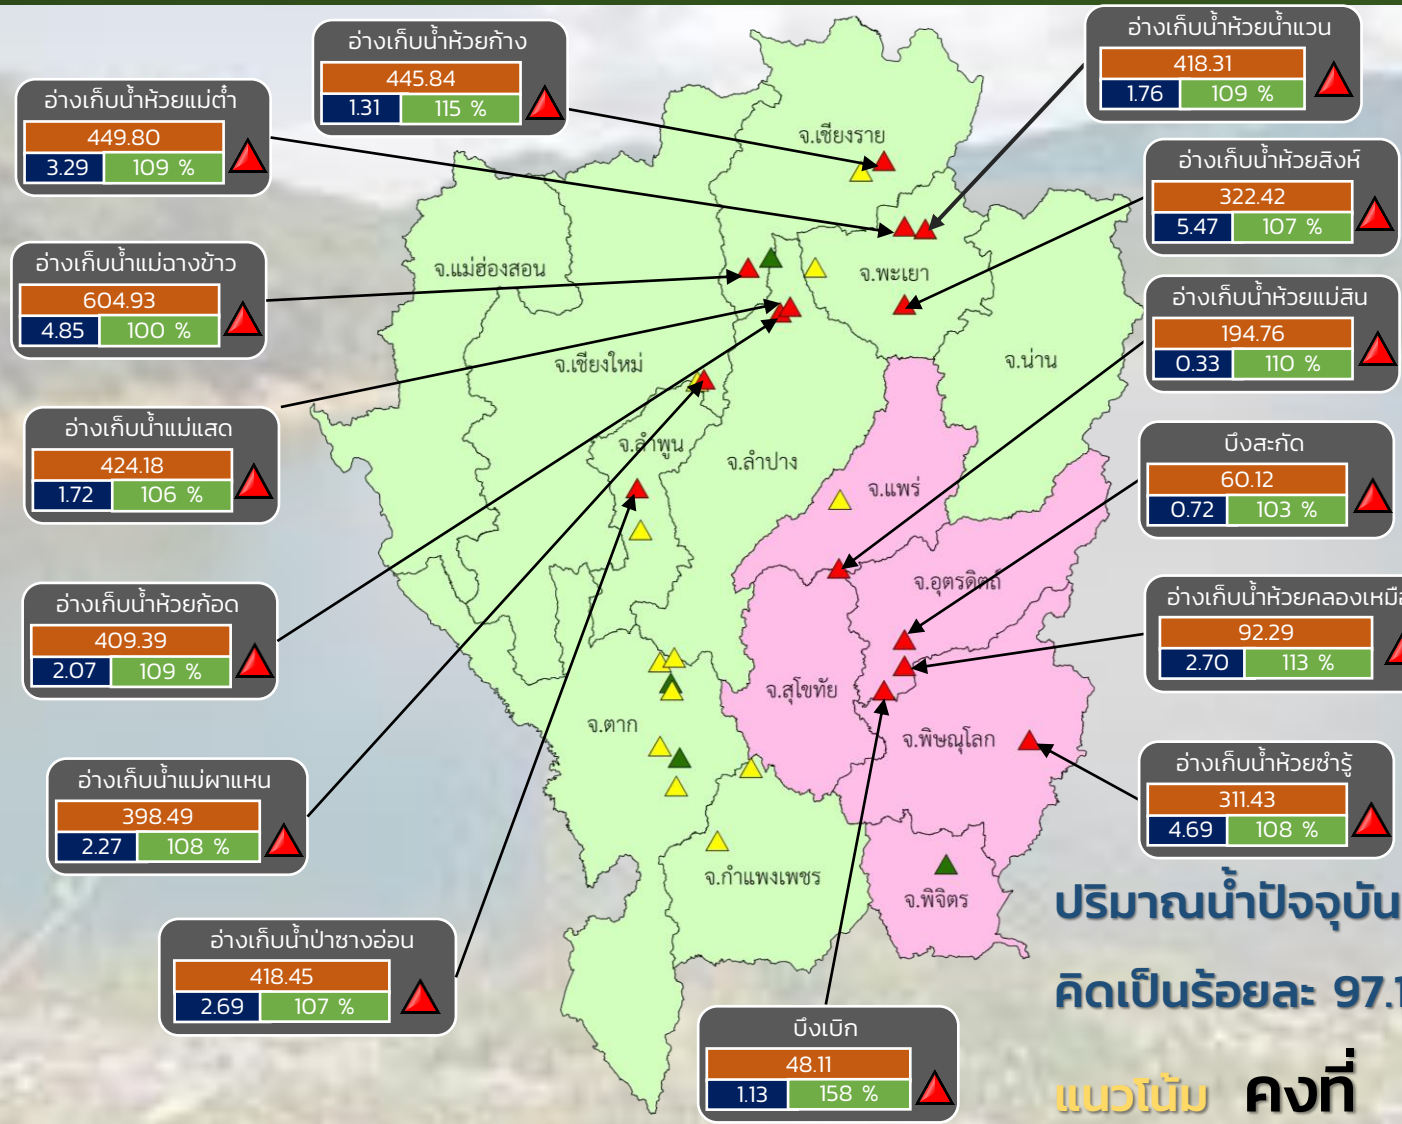 อ่างเก็บน้ำห้วยก้าง
445.84
1.31 115 %
อ่างเก็บน้ำห้วยน้ำแวน
418.31
1.76 109 %
อ่างเก็บน้ำห้วยแม่ต๋ำ
449.80
3.29 109 %
อ่างเก็บน้ำห้วยสิงห์
322.42
5.47 107 %
อ่างเก็บน้ำแม่ฉางข้าว
604.93
4.85 100 %
อ่างเก็บน้ำห้วยแม่สิน
194.76
0.33 110 %
อ่างเก็บน้ำแม่แสด
424.18
1.72 106 %
บึงสะกัด
60.12
0.72 103 %
อ่างเก็บน้ำห้วยก้อด
409.39
2.07 109 %
92.29
2.70 113 %
อ่างเก็บน้ำแม่ผาแหน
398.49
2.27 108 %
อ่างเก็บน้ำห้วยซำรู้
311.43
4.69 108 %
อ่างเก็บน้ำป่าซางอ่อน
418.45
2.69 107 %
บึงเบิก
48.11
1.13 158 %
จ.เชียงราย
จ.แม่ฮ่องสอน
จ.พะเยา
จ.เชียงใหม่
จ.น่าน
จ.ลำพูน
จ.ลำปาง
จ.แพร่
จ.อุตรดิตถ์
จ.สุโขทัย
จ.ตาก
จ.พิษณุโลก
จ.กำแพงเพชร
จ.พิจิตร
ปริมาณน้ำปัจจุบัน
คิดเป็นร้อยละ
แนวโน้ม คงที่